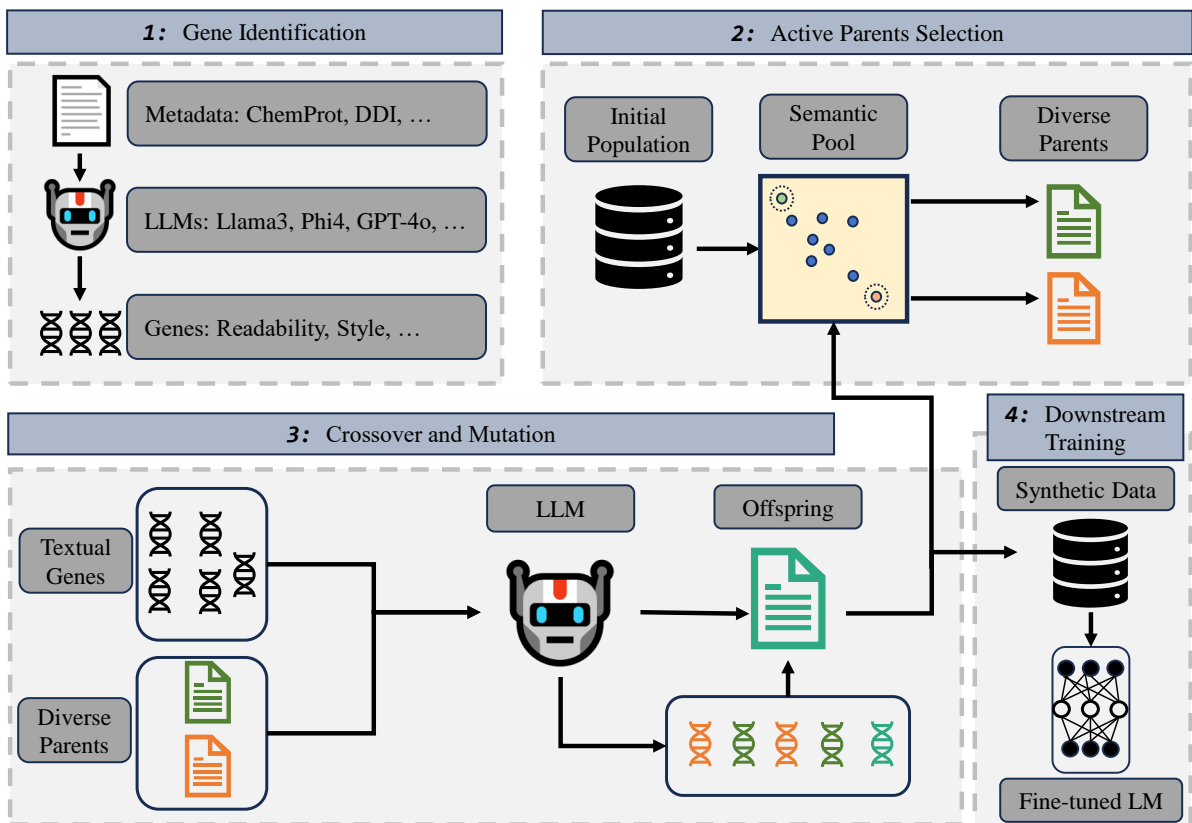 1: Gene Identification
Metadata: ChemProt, DDI, …
LLMs: Llama3, Phi4, GPT-4o, …
Genes: Readability, Style, …
2: Active Parents Selection
Initial
Population
Semantic
Pool
Diverse
Parents
3: Crossover and Mutation
Textual
Genes
Diverse
Parents
LLM
Offspring
4: Downstream
Training
Synthetic Data
Fine-tuned LM